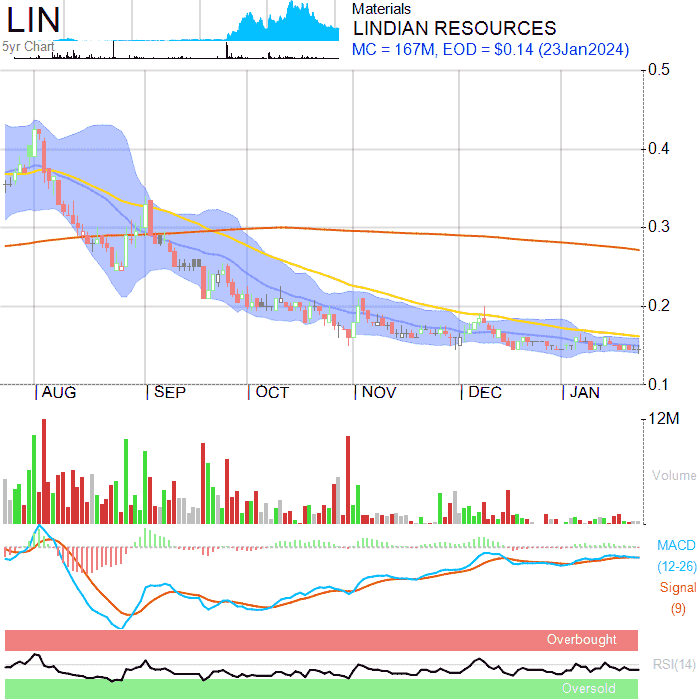 LIN
5yr Chart
Materials
LINDIAN RESOURCES
MC = 167M, EOD = $0.14 (23Jan2024)
0.5
0.4
0.3
0.2
0.1
AUG SEP OCT NOV DEC JAN
12M
Volume
MACD
(12-26)
Signal
(9)
Overbought
RSI(14)
Oversold